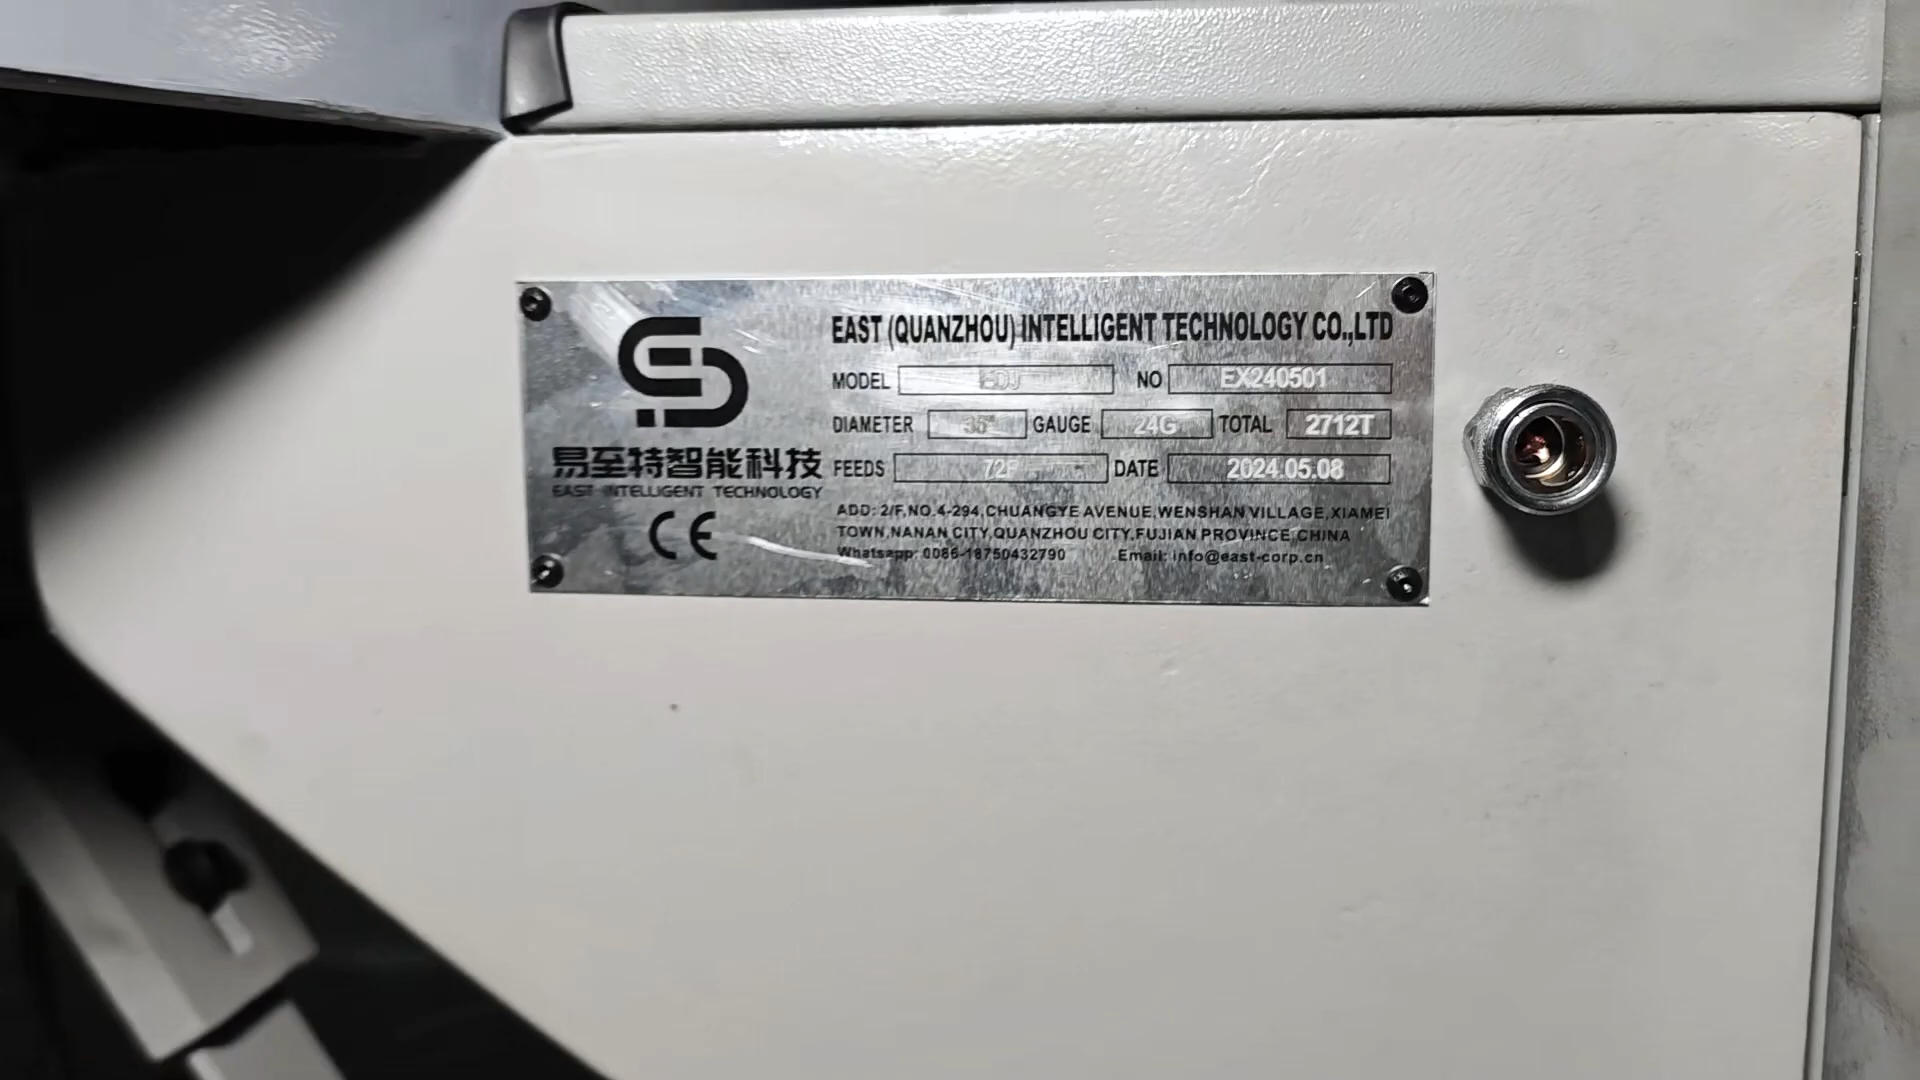 EAST (QUANZHOU) INTELLIGENT TECHNOLOGY CO.,LTD
MODEL NO EX240501
DIAMETER 35" GAUGE 24G TOTAL 2712T
易至特智能科技 FEEDS 72F DATE 2024.05.08
EAST INTELLIGENT TECHNOLOGY
CE
ADD: 2/F,NO.4-294,CHUANGYE AVENUE,WENSHAN VILLAGE,XIAMEI
TOWN,NANAN CITY,QUANZHOU CITY,FUJIAN PROVINCE,CHINA
Whatsapp: 0086-18750432790 Email: info@east-corp.cn